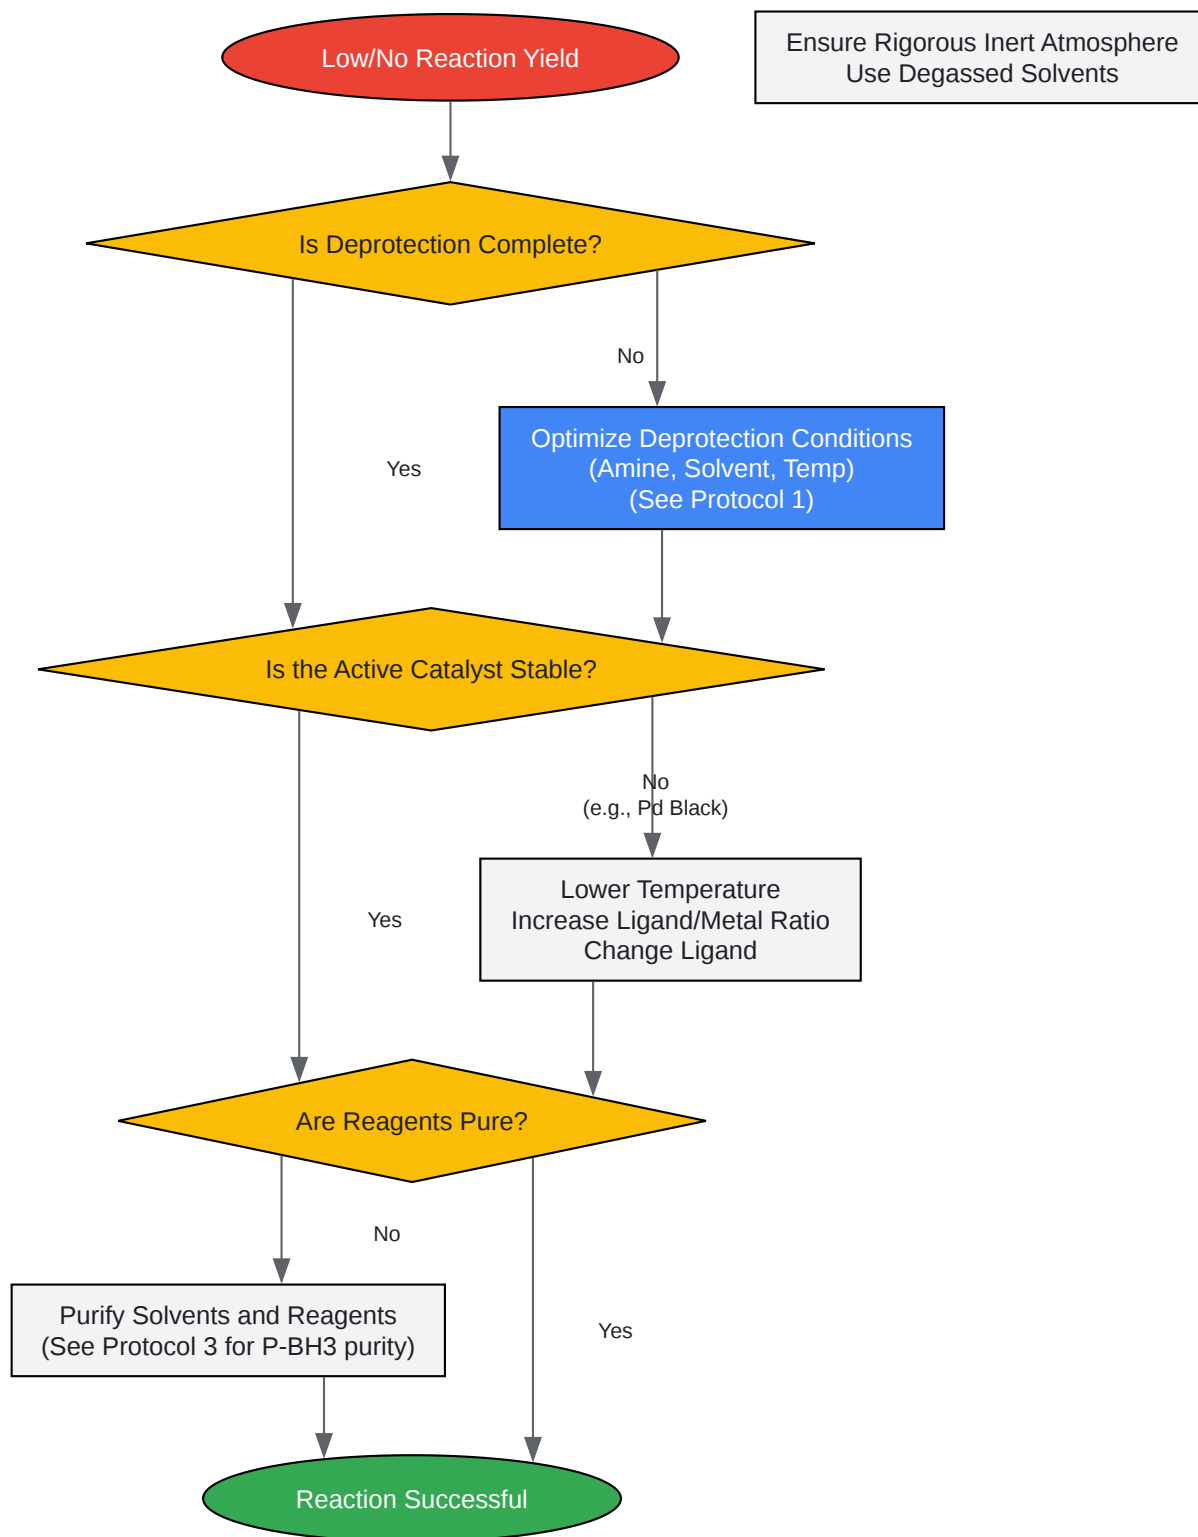 Low/No Reaction Yield
Ensure Rigorous Inert Atmosphere
Use Degassed Solvents
Is Deprotection Complete?
No
Optimize Deprotection Conditions
(Amine, Solvent, Temp)
(See Protocol 1)
Yes
Is the Active Catalyst Stable?
No
(e.g., Pd Black)
Lower Temperature
Increase Ligand/Metal Ratio
Change Ligand
Yes
Are Reagents Pure?
No
Purify Solvents and Reagents
(See Protocol 3 for P-BH3 purity)
Yes
Reaction Successful